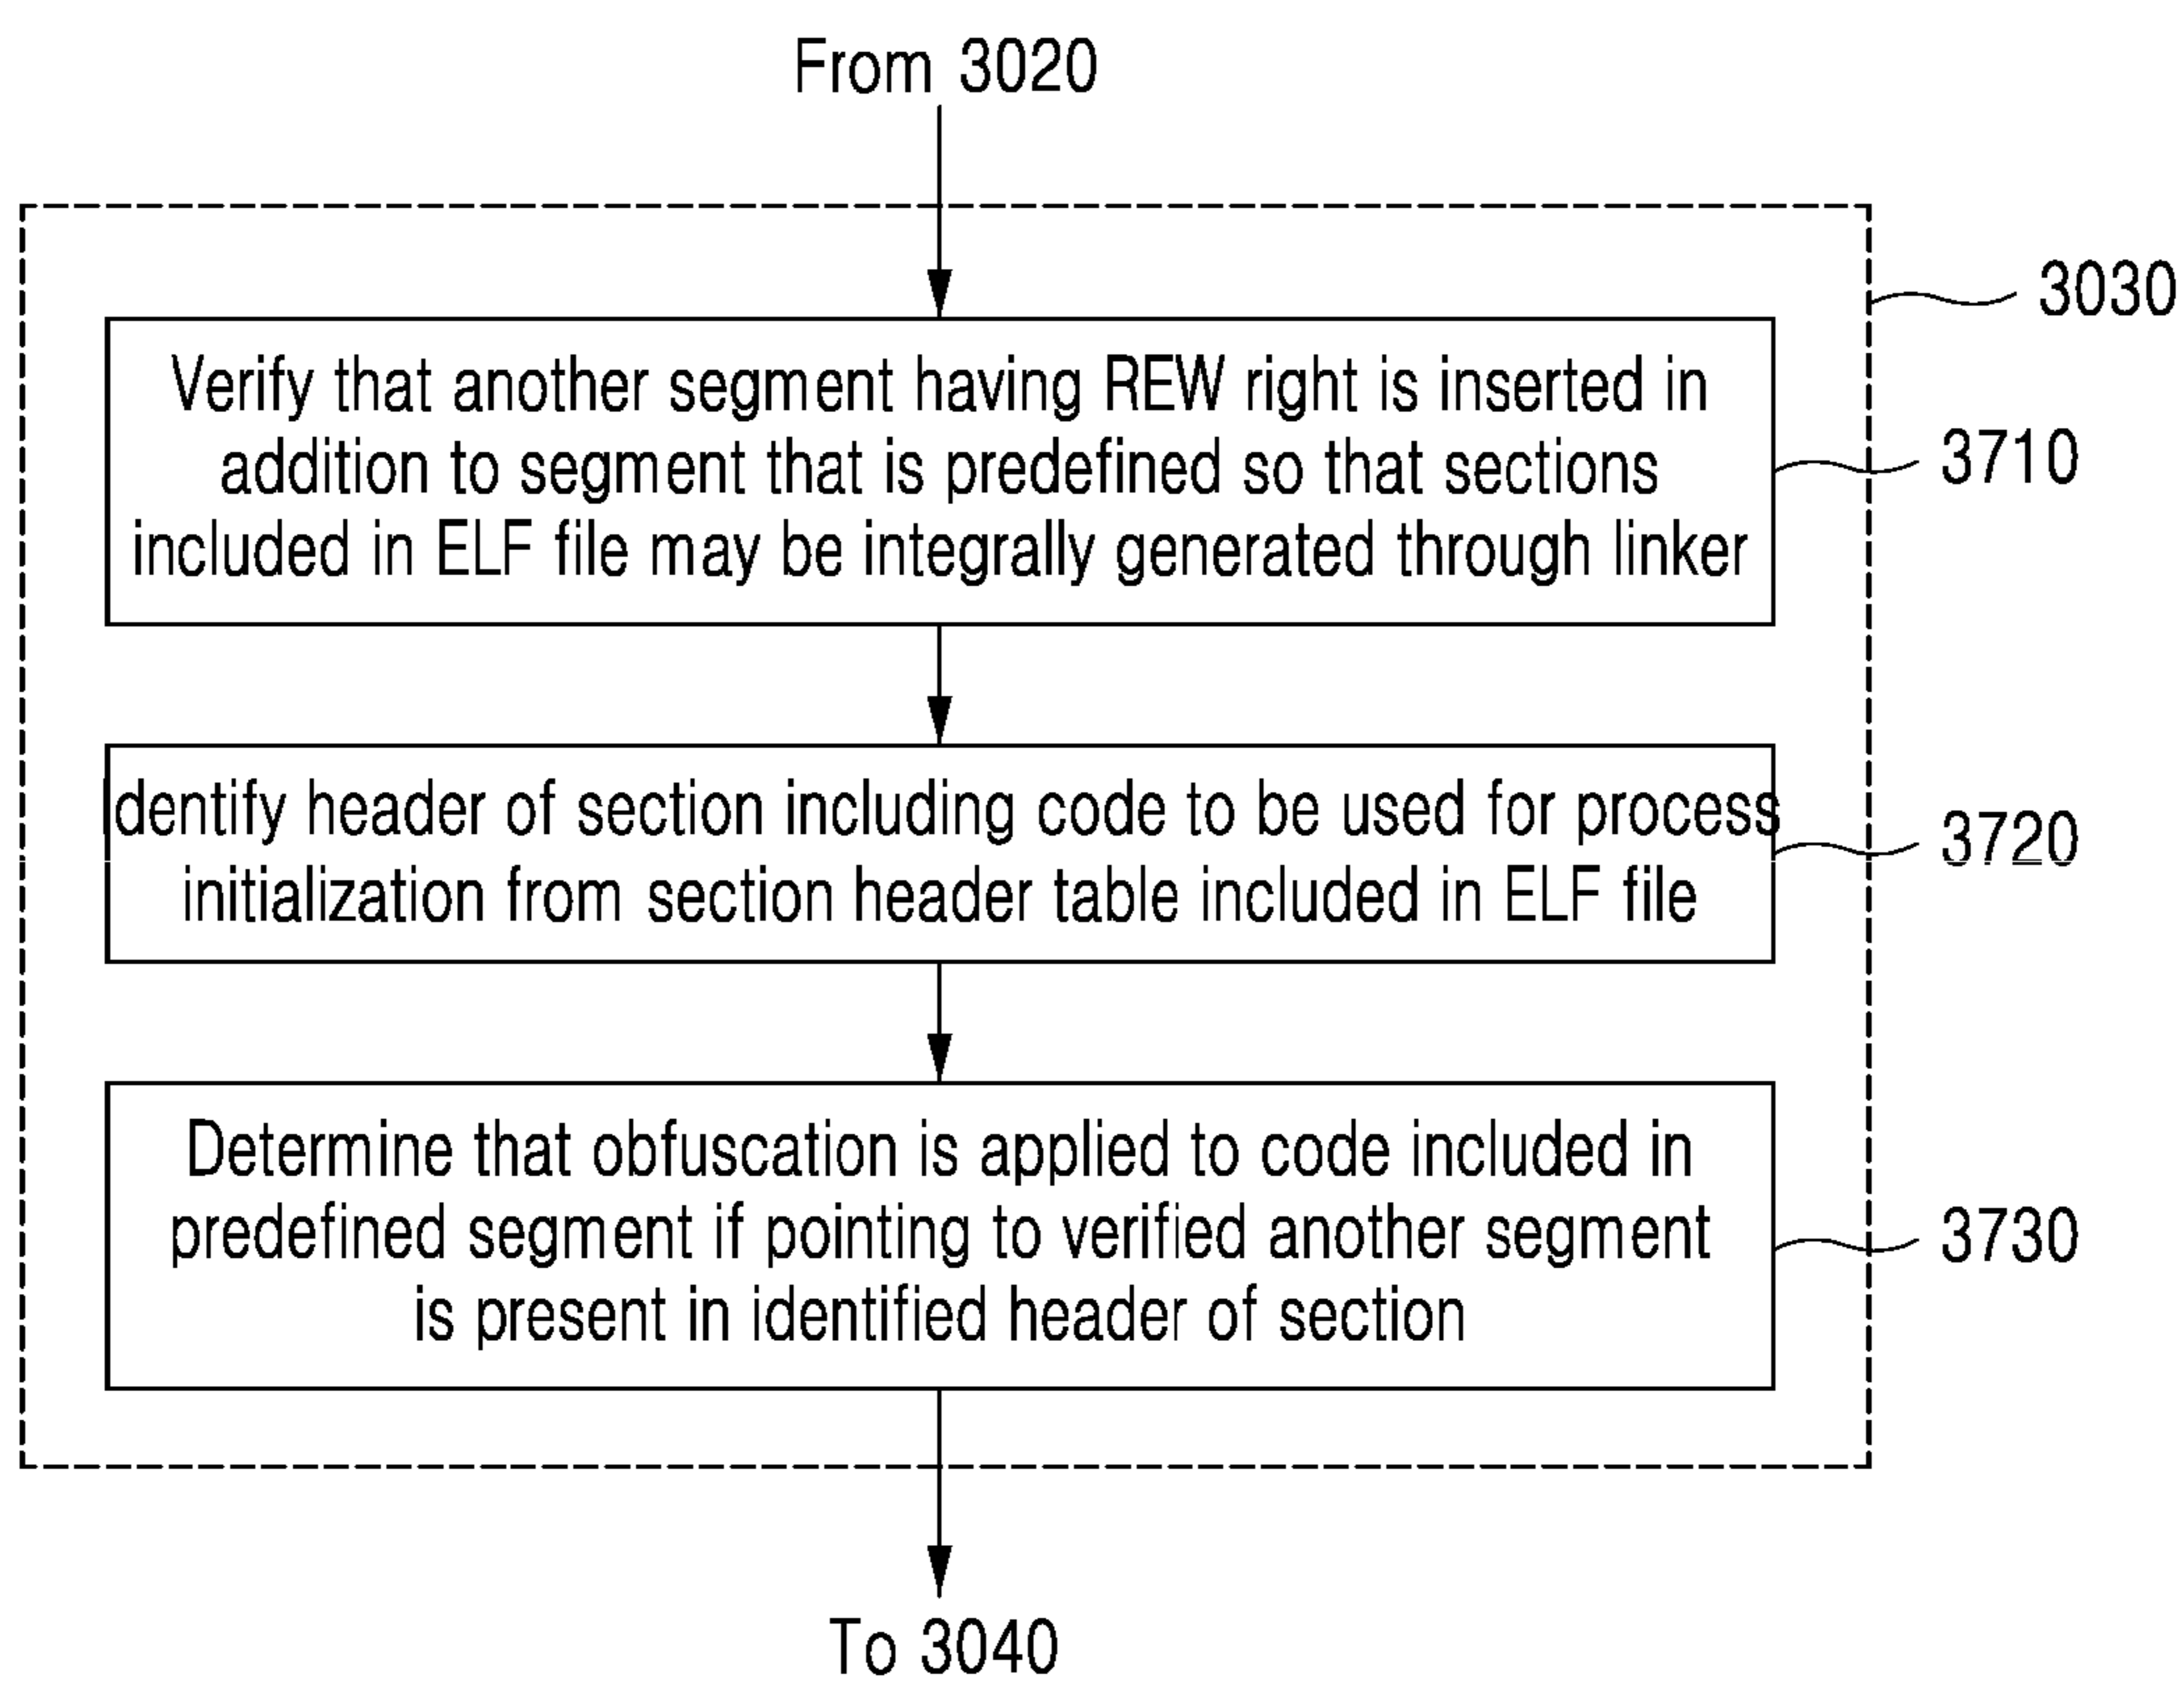 From 3020
3030
Verify that another segment having REW right is inserted in
addition to segment that is predefined so that sections
included in ELF file may be integrally generated through linker
3710
Identify header of section including code to be used for process
initialization from section header table included in ELF file
3720
Determine that obfuscation is applied to code included in
predefined segment if pointing to verified another segment
is present in identified header of section
3730
To 3040